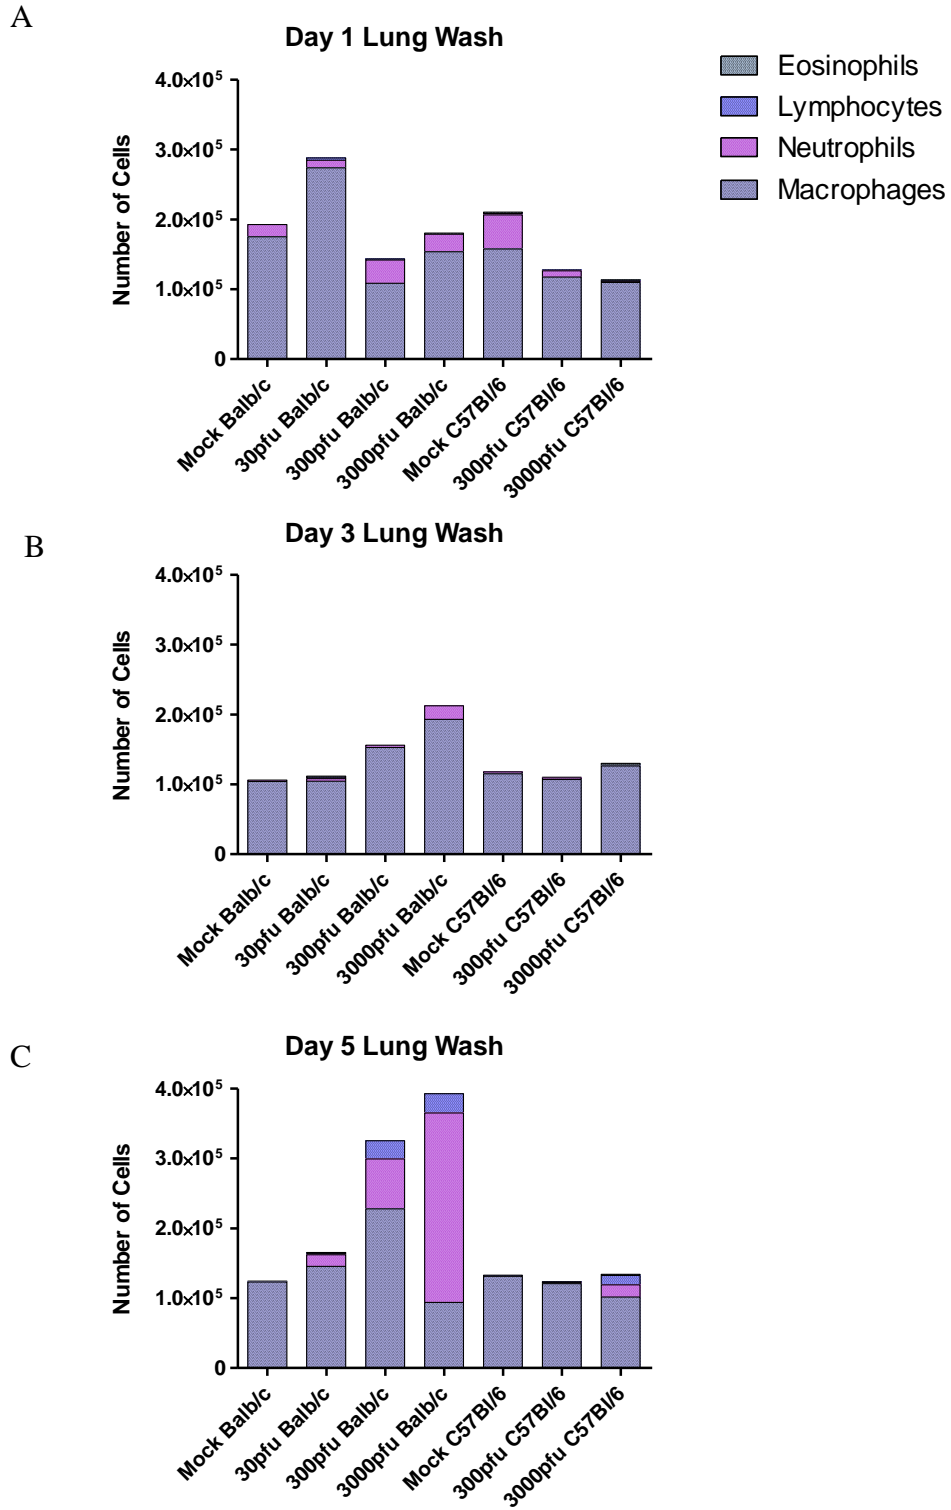 A
Day 1 Lung Wash
Eosinophils
Lymphocytes
Neutrophils
Macrophages
Number of Cells
4.0×10⁵
3.0×10⁵
2.0×10⁵
1.0×10⁵
0
Mock Balb/c
30pfu Balb/c
300pfu Balb/c
3000pfu Balb/c
Mock C57Bl/6
300pfu C57Bl/6
3000pfu C57Bl/6
B
Day 3 Lung Wash
Number of Cells
4.0×10⁵
3.0×10⁵
2.0×10⁵
1.0×10⁵
0
Mock Balb/c
30pfu Balb/c
300pfu Balb/c
3000pfu Balb/c
Mock C57Bl/6
300pfu C57Bl/6
3000pfu C57Bl/6
C
Day 5 Lung Wash
Number of Cells
4.0×10⁵
3.0×10⁵
2.0×10⁵
1.0×10⁵
0
Mock Balb/c
30pfu Balb/c
300pfu Balb/c
3000pfu Balb/c
Mock C57Bl/6
300pfu C57Bl/6
3000pfu C57Bl/6